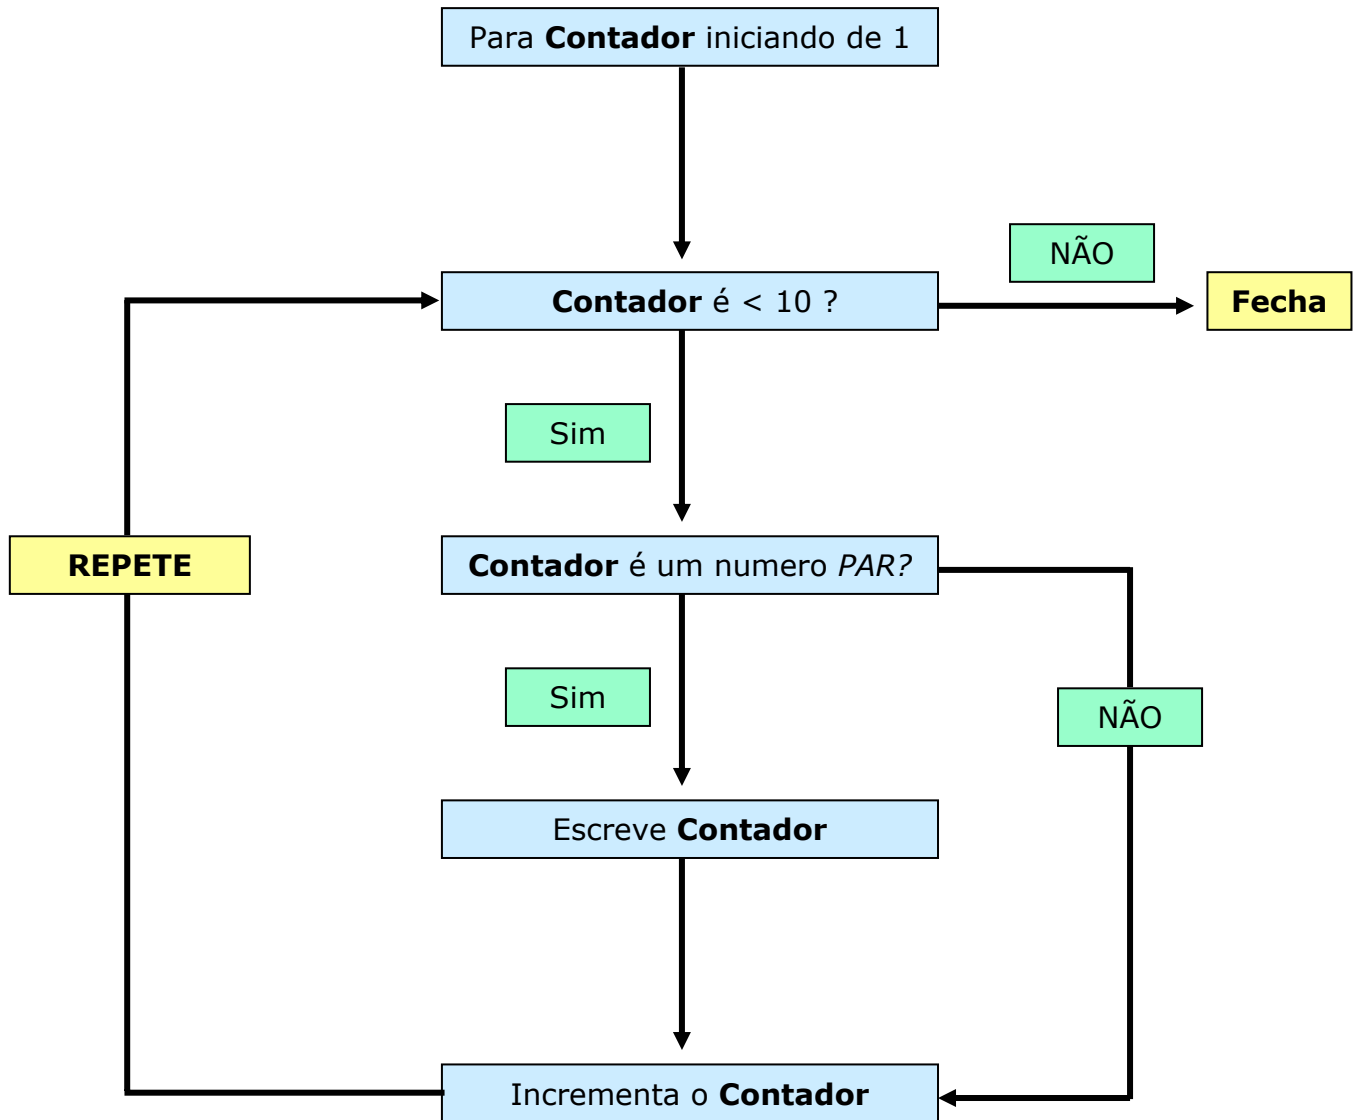 Para Contador iniciando de 1
NÃO
Contador é < 10 ?
Fecha
Sim
REPETE
Contador é um numero PAR?
Sim
NÃO
Escreve Contador
Incrementa o Contador